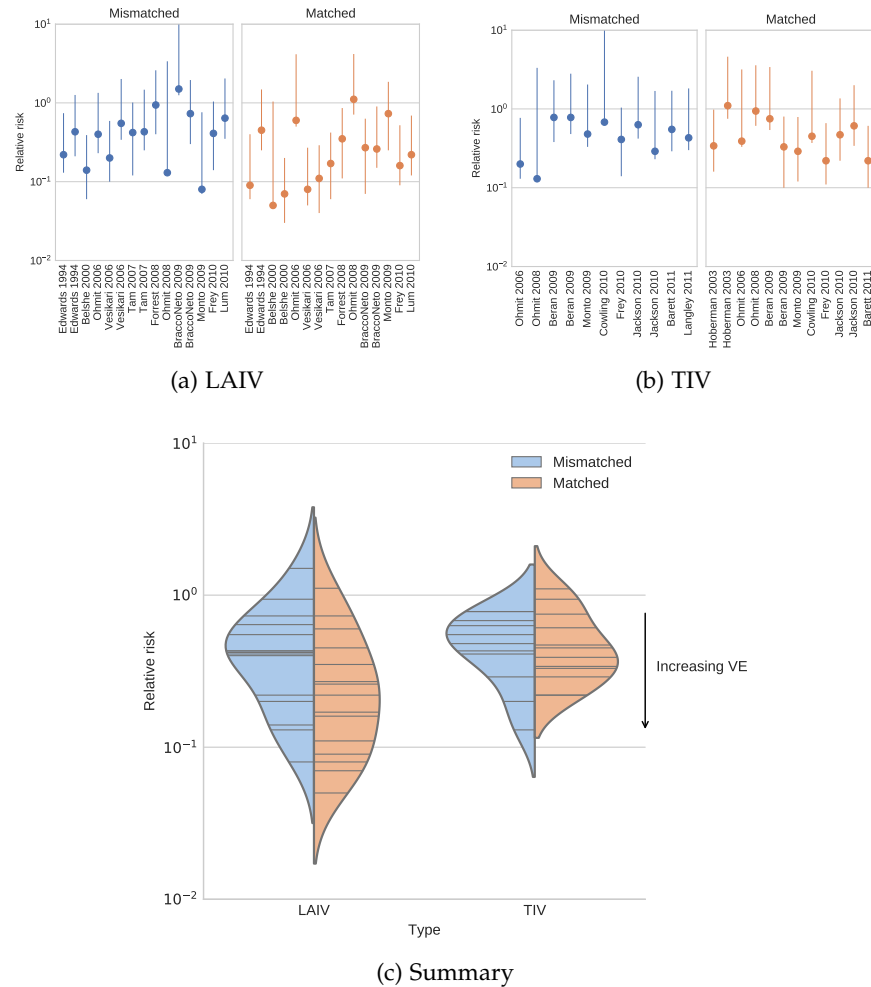 Mismatched
Matched
Relative risk
10^1
10^0
10^-1
10^-2
Edwards 1994
Edwards 1994
Belshe 2000
Ohmit 2006
Vesikari 2006
Vesikari 2006
Tam 2007
Tam 2007
Forrest 2008
Ohmit 2008
BraccoNeto 2009
BraccoNeto 2009
Monto 2009
Frey 2010
Lum 2010
Edwards 1994
Edwards 1994
Belshe 2000
Belshe 2000
Ohmit 2006
Vesikari 2006
Vesikari 2006
Tam 2007
Forrest 2008
Ohmit 2008
BraccoNeto 2009
BraccoNeto 2009
Monto 2009
Frey 2010
Lum 2010
(a) LAIV
Mismatched
Matched
Relative risk
10^1
10^0
10^-1
10^-2
Ohmit 2006
Ohmit 2008
Beran 2009
Beran 2009
Monto 2009
Cowling 2010
Frey 2010
Jackson 2010
Jackson 2010
Barett 2011
Langley 2011
Hoberman 2003
Hoberman 2003
Ohmit 2006
Ohmit 2008
Beran 2009
Beran 2009
Monto 2009
Cowling 2010
Frey 2010
Jackson 2010
Jackson 2010
Barett 2011
(b) TIV
Relative risk
10^1
10^0
10^-1
10^-2
Mismatched
Matched
Increasing VE
LAIV
TIV
Type
(c) Summary